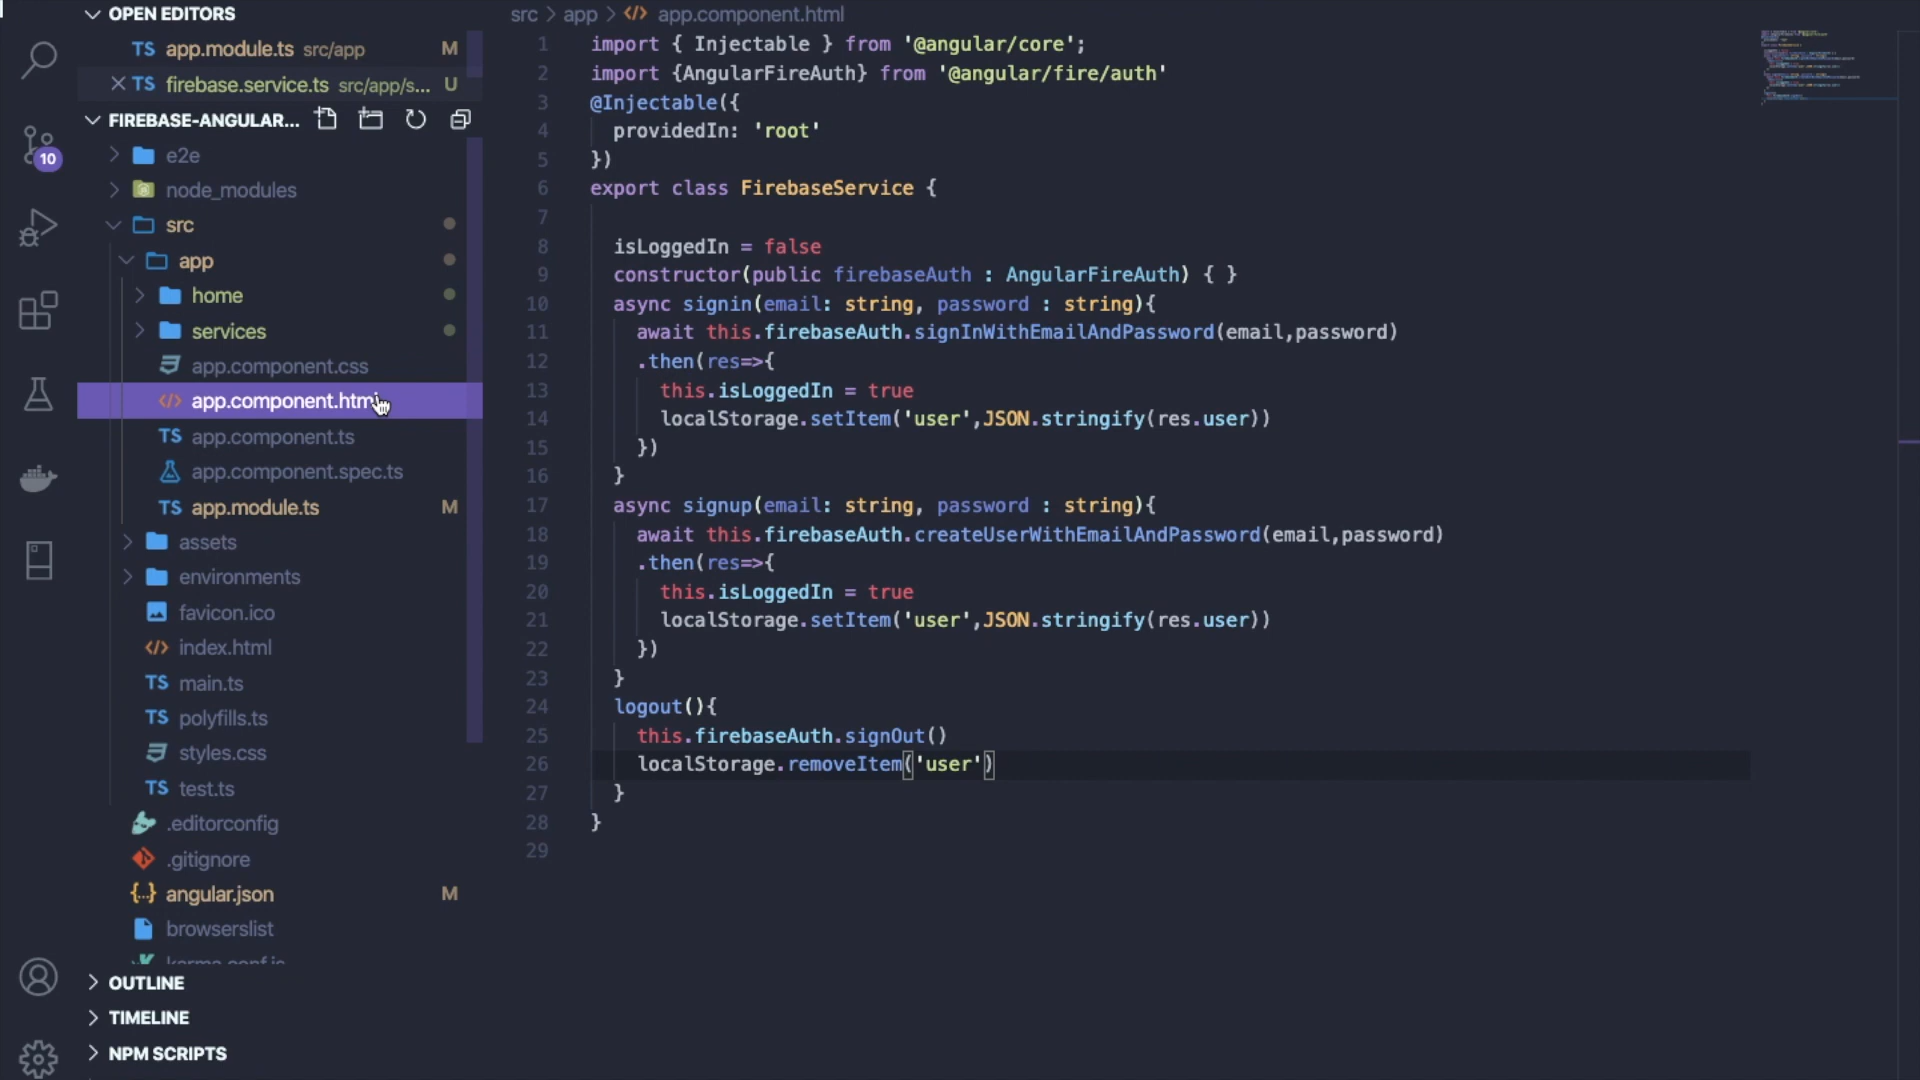 OPEN EDITORS
TS app.module.ts src/app M
TS firebase.service.ts src/app/s... U
FIREBASE-ANGULAR...
10
e2e
node_modules
src
app
home
services
app.component.css
app.component.html
TS app.component.ts
app.component.spec.ts
TS app.module.ts M
assets
environments
favicon.ico
index.html
TS main.ts
TS polyfills.ts
styles.css
TS test.ts
.editorconfig
.gitignore
{..} angular.json M
browserslist
karma.conf.js
OUTLINE
TIMELINE
NPM SCRIPTS
src > app > </> app.component.html
1 import { Injectable } from '@angular/core';
2 import {AngularFireAuth} from '@angular/fire/auth'
3 @Injectable({
4 providedIn: 'root'
5 })
6 export class FirebaseService {
7
8 isLoggedIn = false
9 constructor(public firebaseAuth : AngularFireAuth) { }
10 async signin(email: string, password : string){
11 await this.firebaseAuth.signInWithEmailAndPassword(email,password)
12 .then(res=>{
13 this.isLoggedIn = true
14 localStorage.setItem('user',JSON.stringify(res.user))
15 })
16 }
17 async signup(email: string, password : string){
18 await this.firebaseAuth.createUserWithEmailAndPassword(email,password)
19 .then(res=>{
20 this.isLoggedIn = true
21 localStorage.setItem('user',JSON.stringify(res.user))
22 })
23 }
24 logout(){
25 this.firebaseAuth.signOut()
26 localStorage.removeItem('user')
27 }
28 }
29